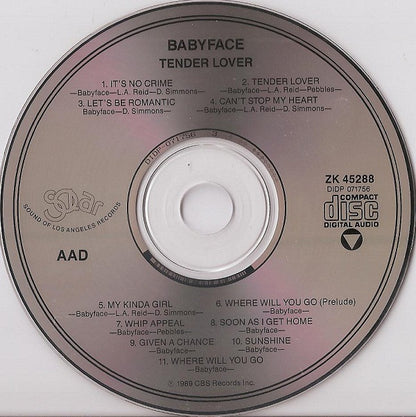 BABYFACE
TENDER LOVER
1. IT'S NO CRIME
—Babyface—L.A. Reid—D. Simmons—
2. TENDER LOVER
—Babyface—L.A. Reid—Pebbles—
3. LET'S BE ROMANTIC
—Babyface—D. Simmons—
4. CAN'T STOP MY HEART
—Babyface—L.A. Reid—D. Simmons—
DIDP 071756 3
Solar
SOUND OF LOS ANGELES RECORDS
AAD
ZK 45288
DIDP 071756
COMPACT
disc
DIGITAL AUDIO
5. MY KINDA GIRL
—Babyface—L.A. Reid—D. Simmons—
6. WHERE WILL YOU GO (Prelude)
—Babyface—
7. WHIP APPEAL
—Babyface—Pebbles—
8. SOON AS I GET HOME
—Babyface—
9. GIVEN A CHANCE
—Babyface—
10. SUNSHINE
—Babyface—
11. WHERE WILL YOU GO
—Babyface—
℗ 1989 CBS Records Inc.